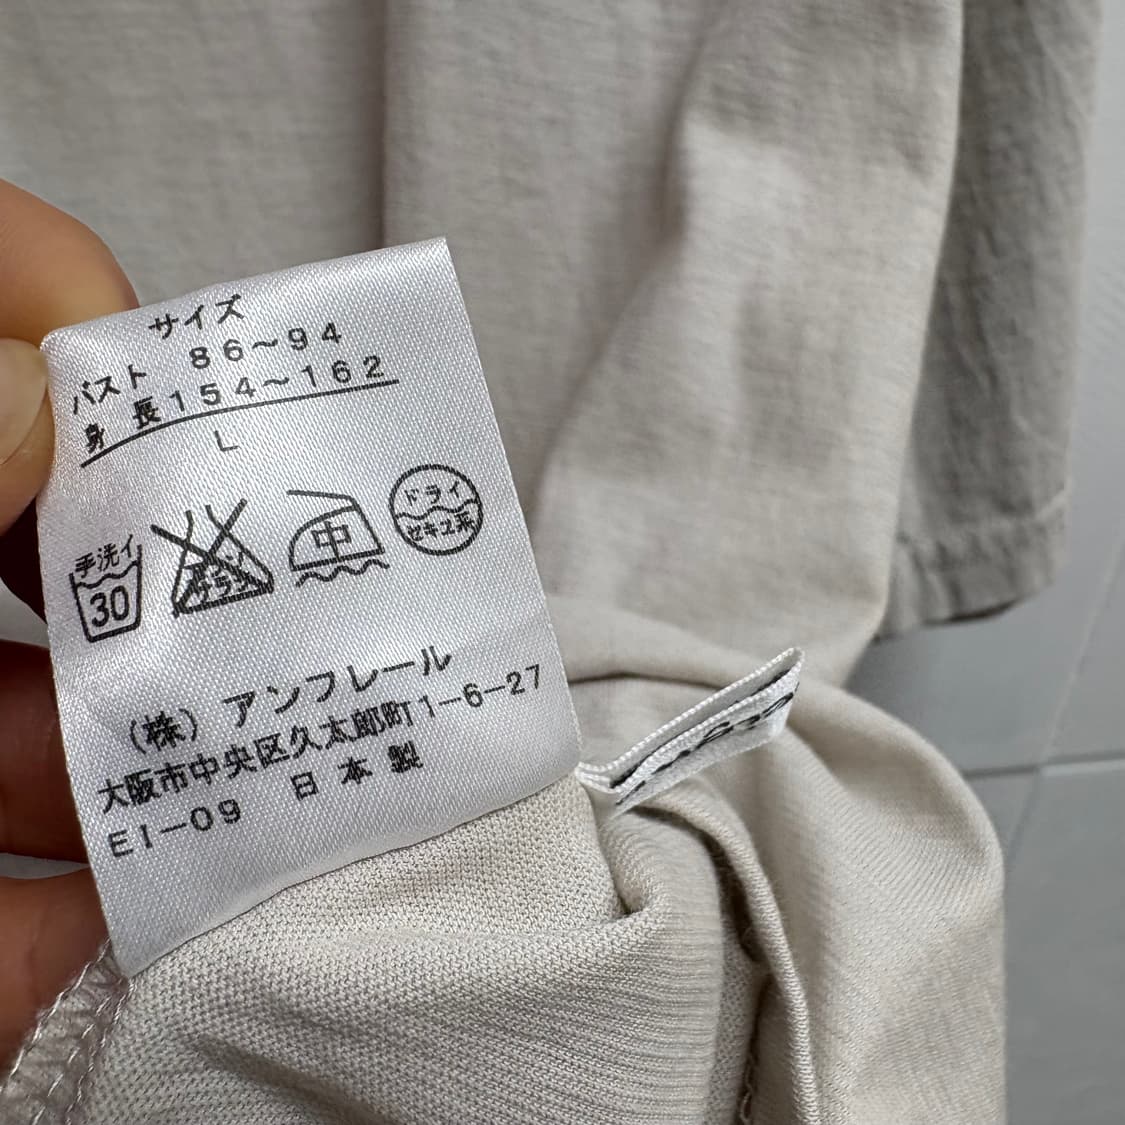 サイズ
バスト 86～94
身長154～162
L
手洗イ
30
中
ドライ
セキユ系
(株) アンフレール
大阪市中央区久太郎町1-6-27
EI-09 日本製